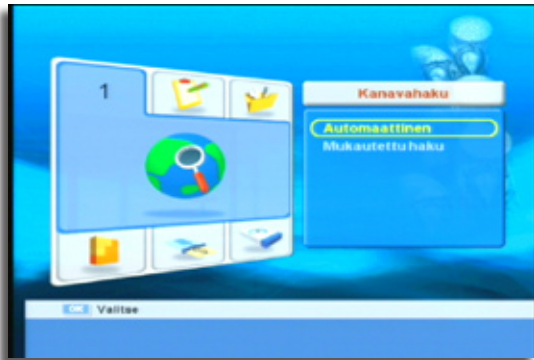 1
Kanavahaku
Automaattinen
Mukautettu haku
OK Valitse